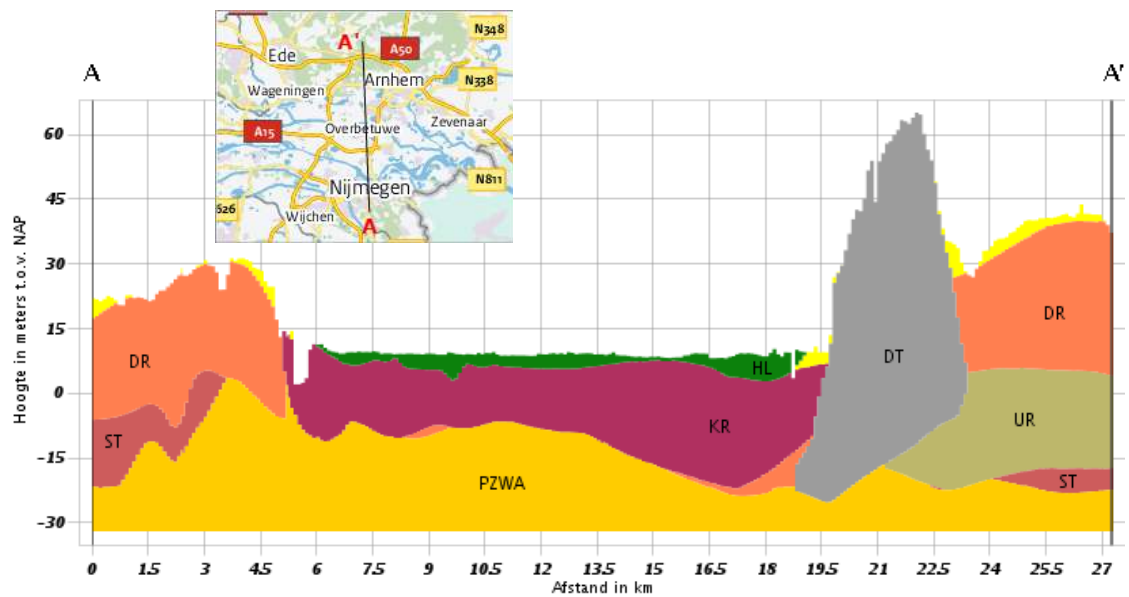 N348
A'
A50
Ede
A
A'
Arnhem
N338
Wageningen
Zevenaar
A15
Overbetuwe
N811
Nijmegen
626
Wijchen
A
Hoogte in meters t.o.v. NAP
60
45
30
15
0
-15
-30
DR
ST
HL
KR
PZWA
DT
DR
UR
ST
0 1.5 3 4.5 6 7.5 9 10.5 12 13.5 15 16.5 18 19.5 21 22.5 24 25.5 27
Afstand in km